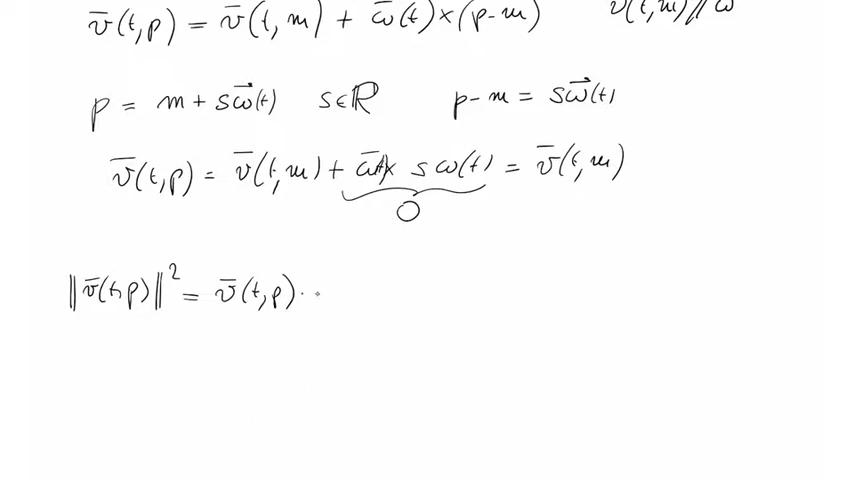 v̄(t,p) = v̄(t,m) + ω̄(t)×(p-m) v(t,m) // ω
p = m + sω⃗(t) s∈ℝ p-m = sω⃗(t)
v̄(t,p) = v̄(t,m) + ω̄(t)× sω(t) = v̄(t,m)
0
‖v̄(t,p)‖² = v̄(t,p) ·